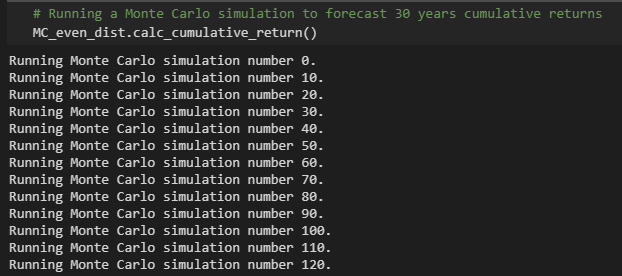 # Running a Monte Carlo simulation to forecast 30 years cumulative returns
MC_even_dist.calc_cumulative_return()
Running Monte Carlo simulation number 0.
Running Monte Carlo simulation number 10.
Running Monte Carlo simulation number 20.
Running Monte Carlo simulation number 30.
Running Monte Carlo simulation number 40.
Running Monte Carlo simulation number 50.
Running Monte Carlo simulation number 60.
Running Monte Carlo simulation number 70.
Running Monte Carlo simulation number 80.
Running Monte Carlo simulation number 90.
Running Monte Carlo simulation number 100.
Running Monte Carlo simulation number 110.
Running Monte Carlo simulation number 120.